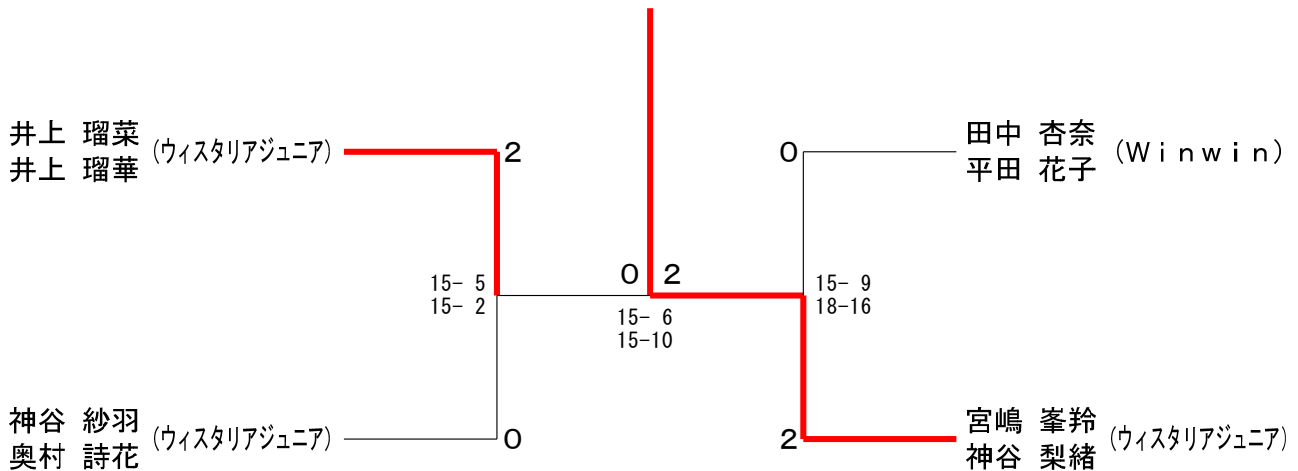 井上 瑠菜
井上 瑠華
(ウィスタリアジュニア)
2
0
田中 杏奈
平田 花子
(Winwin)
15- 5
15- 2
0 2
15- 6
15-10
15- 9
18-16
神谷 紗羽
奥村 詩花
(ウィスタリアジュニア)
0
2
宮嶋 峯羚
神谷 梨緒
(ウィスタリアジュニア)